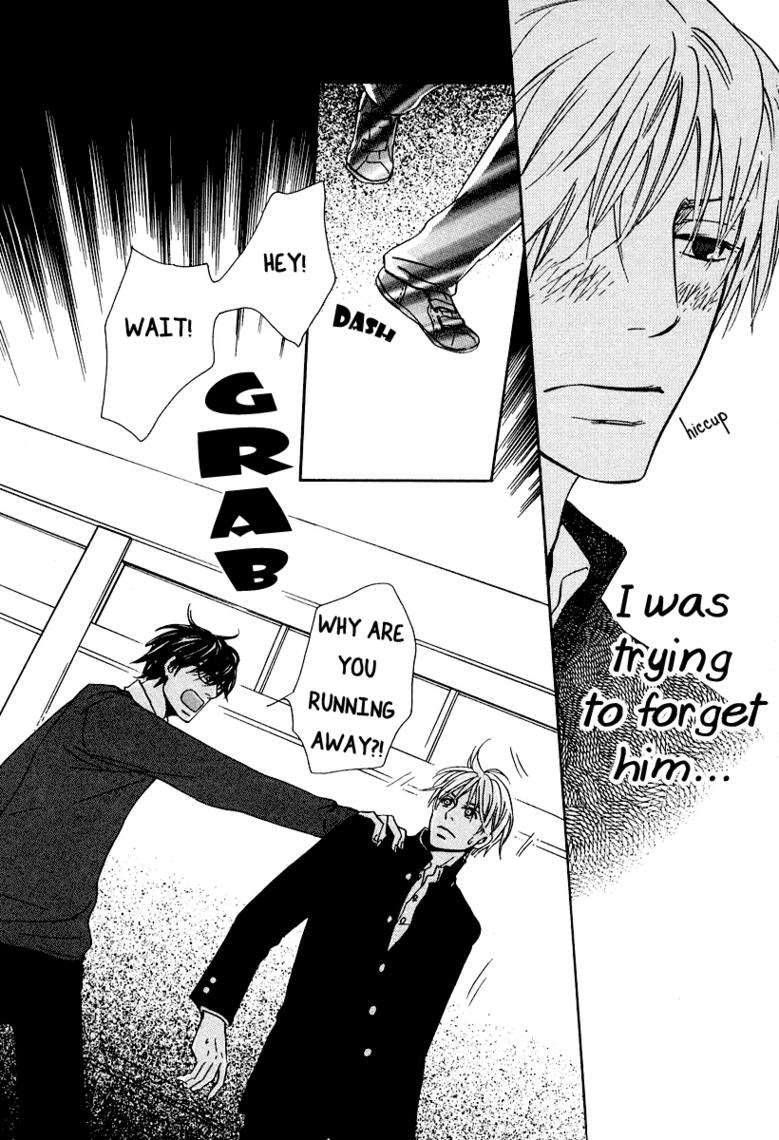 hiccup
I was
trying
to forget
him...
DASH
HEY!
WAIT!
GRAB
WHY ARE
YOU
RUNNING
AWAY?!